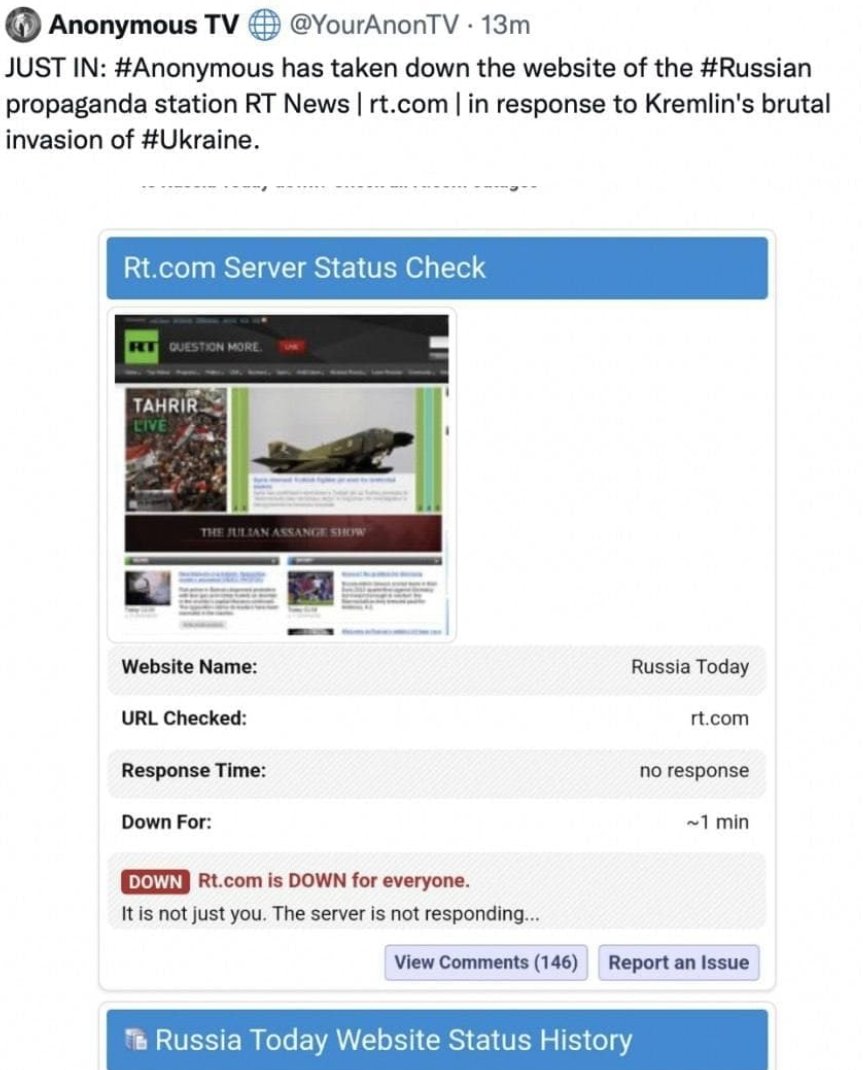 Anonymous TV @YourAnonTV · 13m
JUST IN: #Anonymous has taken down the website of the #Russian
propaganda station RT News | rt.com | in response to Kremlin's brutal
invasion of #Ukraine.
Rt.com Server Status Check
RT QUESTION MORE. LIVE
TAHRIR
LIVE
THE JULIAN ASSANGE SHOW
Website Name: Russia Today
URL Checked: rt.com
Response Time: no response
Down For: ~1 min
DOWN Rt.com is DOWN for everyone.
It is not just you. The server is not responding...
View Comments (146) Report an Issue
Russia Today Website Status History